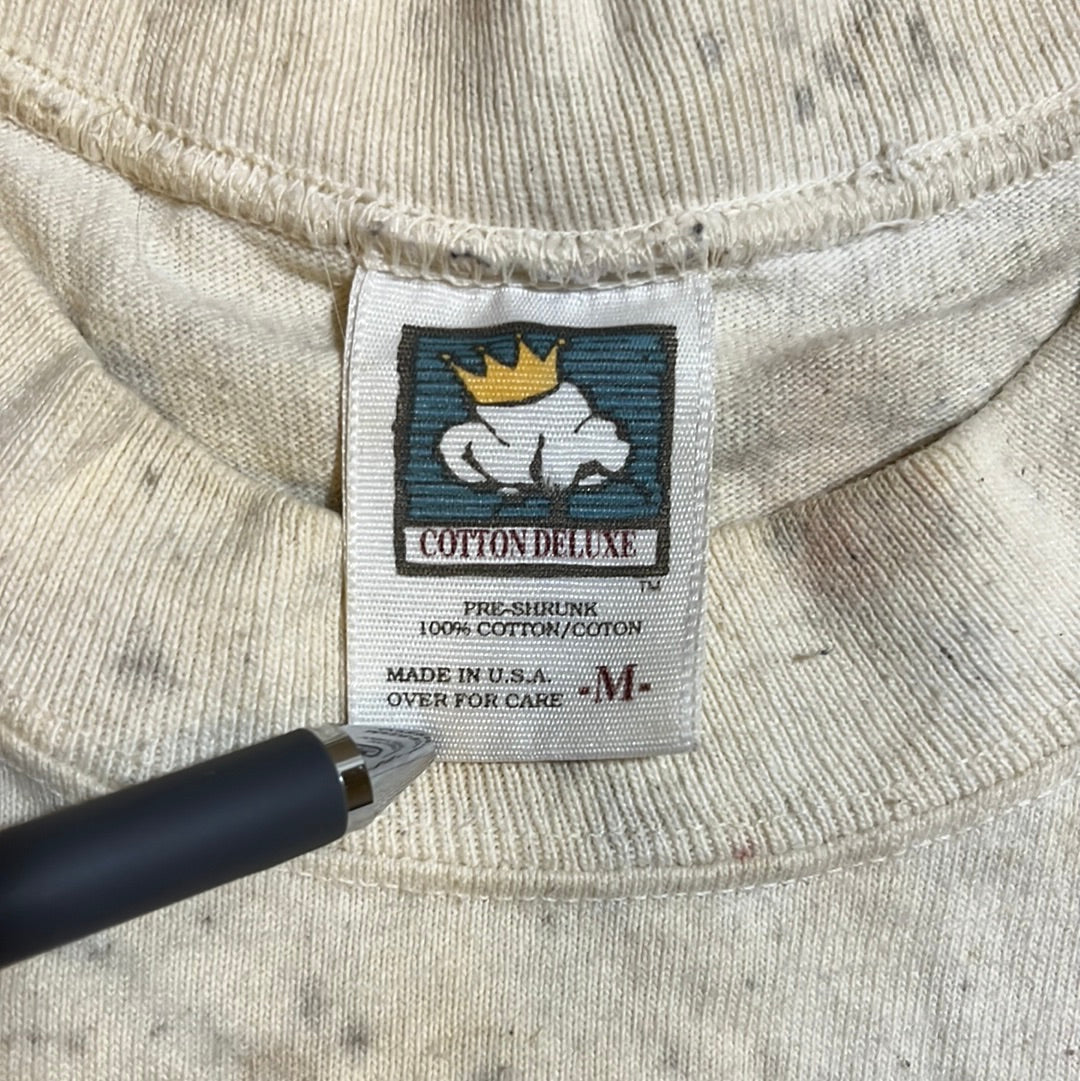 COTTON DELUXE
TM
PRE-SHRUNK
100% COTTON/COTON
MADE IN U.S.A.
OVER FOR CARE -M-